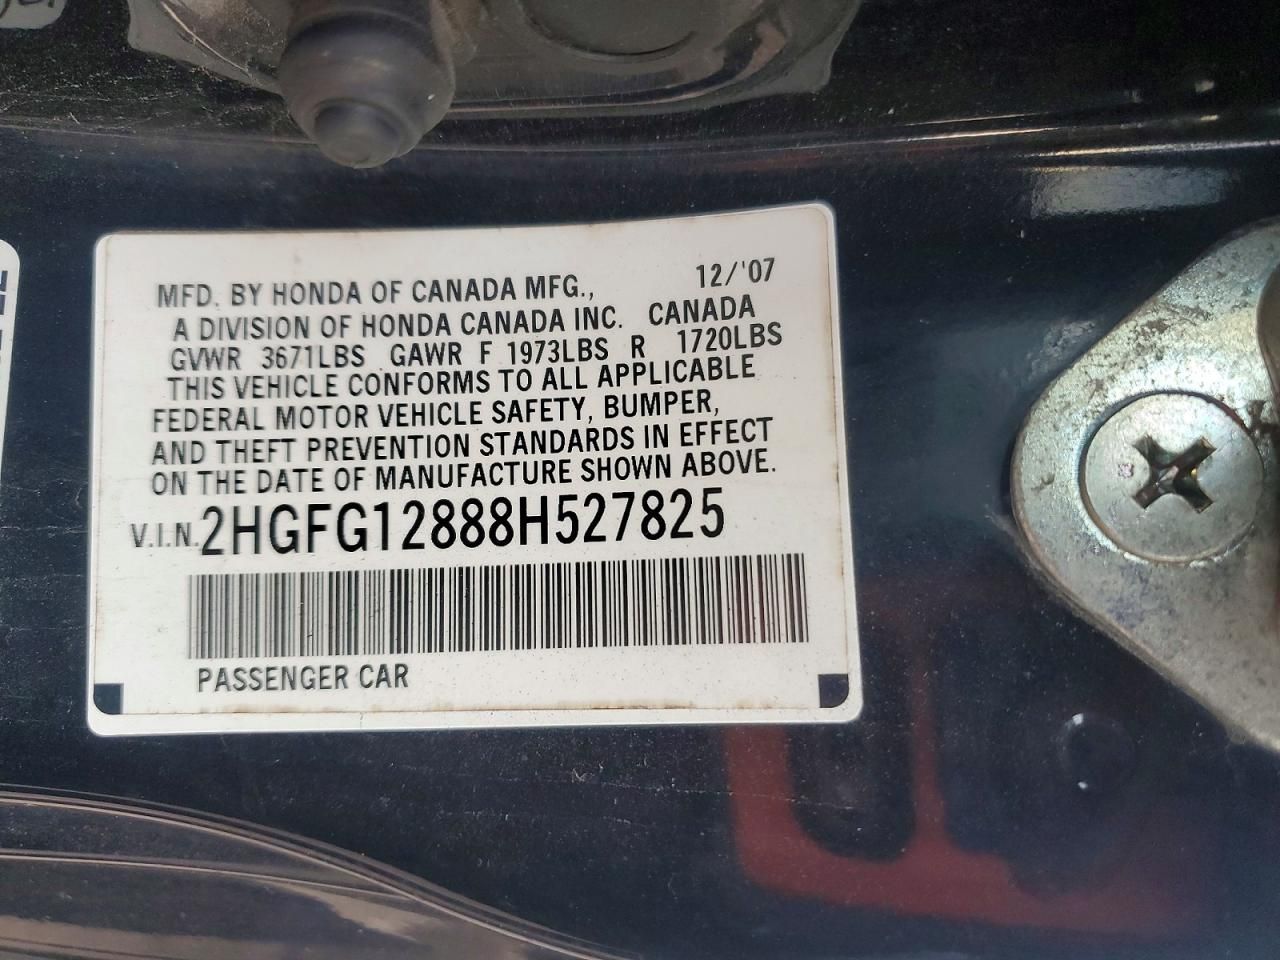 MFD. BY HONDA OF CANADA MFG., 12/'07
A DIVISION OF HONDA CANADA INC. CANADA
GVWR 3671LBS GAWR F 1973LBS R 1720LBS
THIS VEHICLE CONFORMS TO ALL APPLICABLE
FEDERAL MOTOR VEHICLE SAFETY, BUMPER,
AND THEFT PREVENTION STANDARDS IN EFFECT
ON THE DATE OF MANUFACTURE SHOWN ABOVE.
V.I.N. 2HGFG12888H527825
PASSENGER CAR